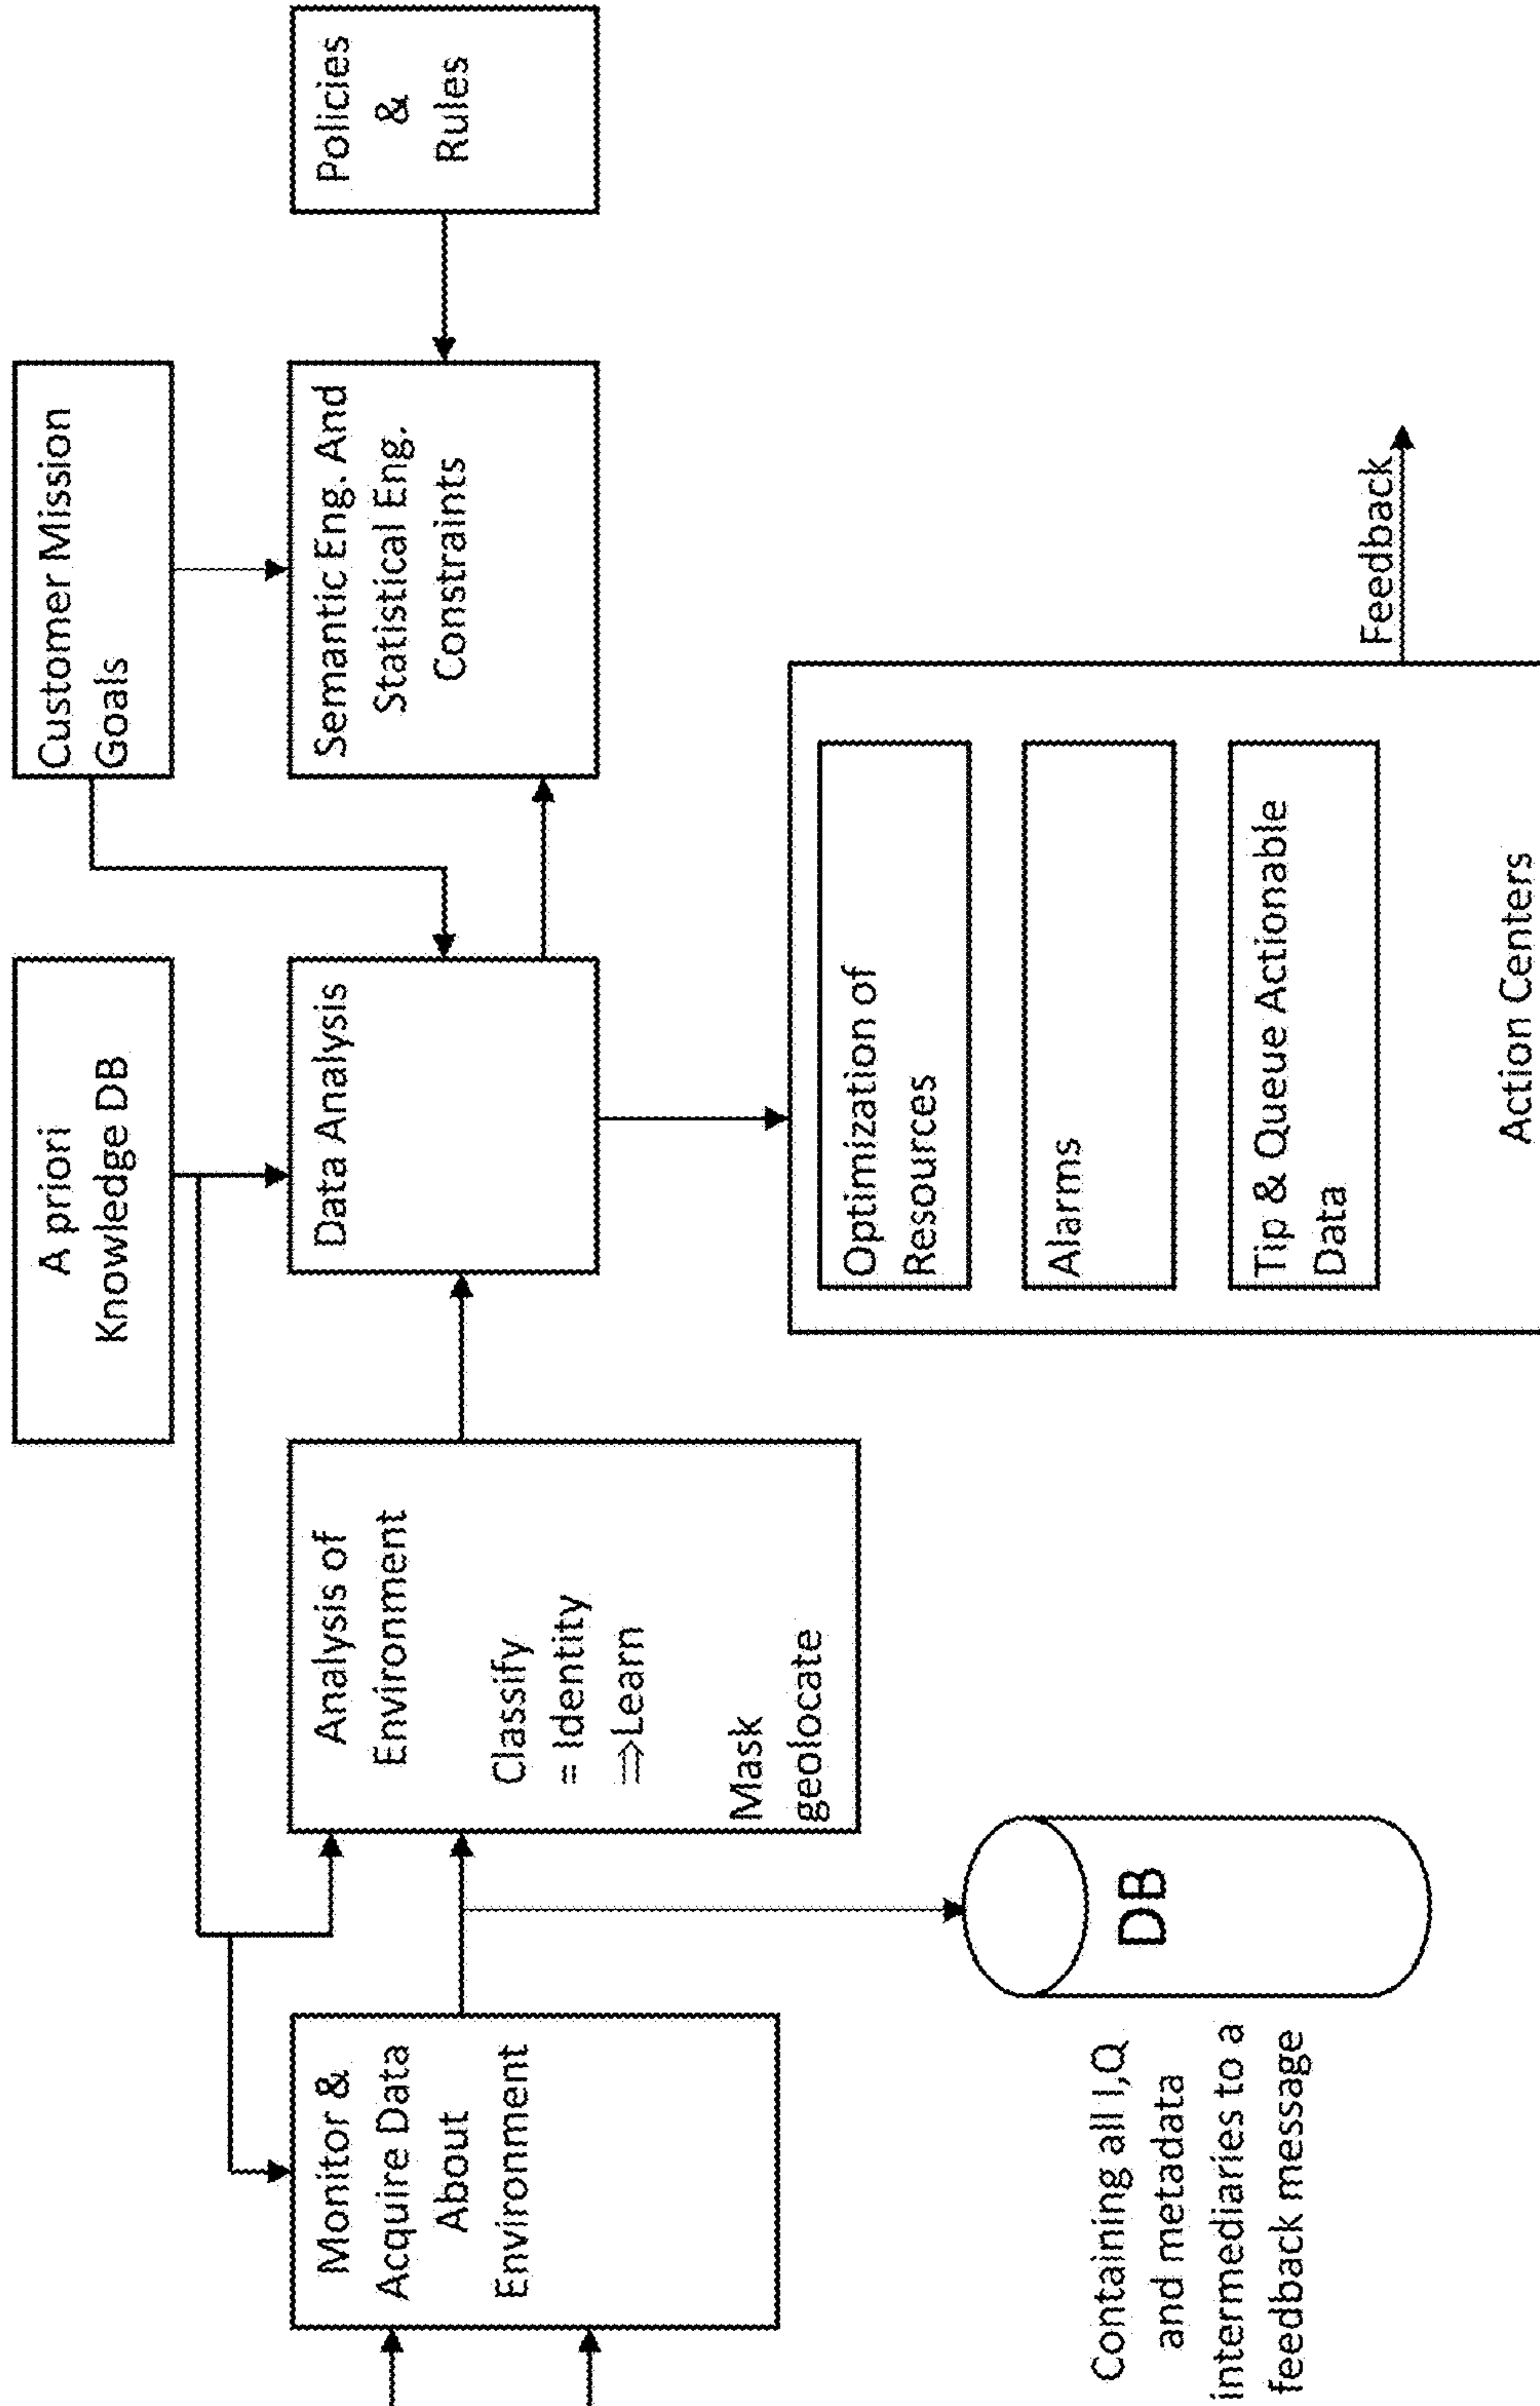 A priori
Knowledge DB
Customer Mission
Goals
Monitor &
Acquire Data
About
Environment
Analysis of
Environment
Classify
= Identity
⇒Learn
Mask
geolocate
Data Analysis
Semantic Eng. And
Statistical Eng.
Constraints
Policies
&
Rules
DB
Containing all I,Q
and metadata
intermediaries to a
feedback message
Optimization of
Resources
Alarms
Tip & Queue Actionable
Data
Action Centers
Feedback